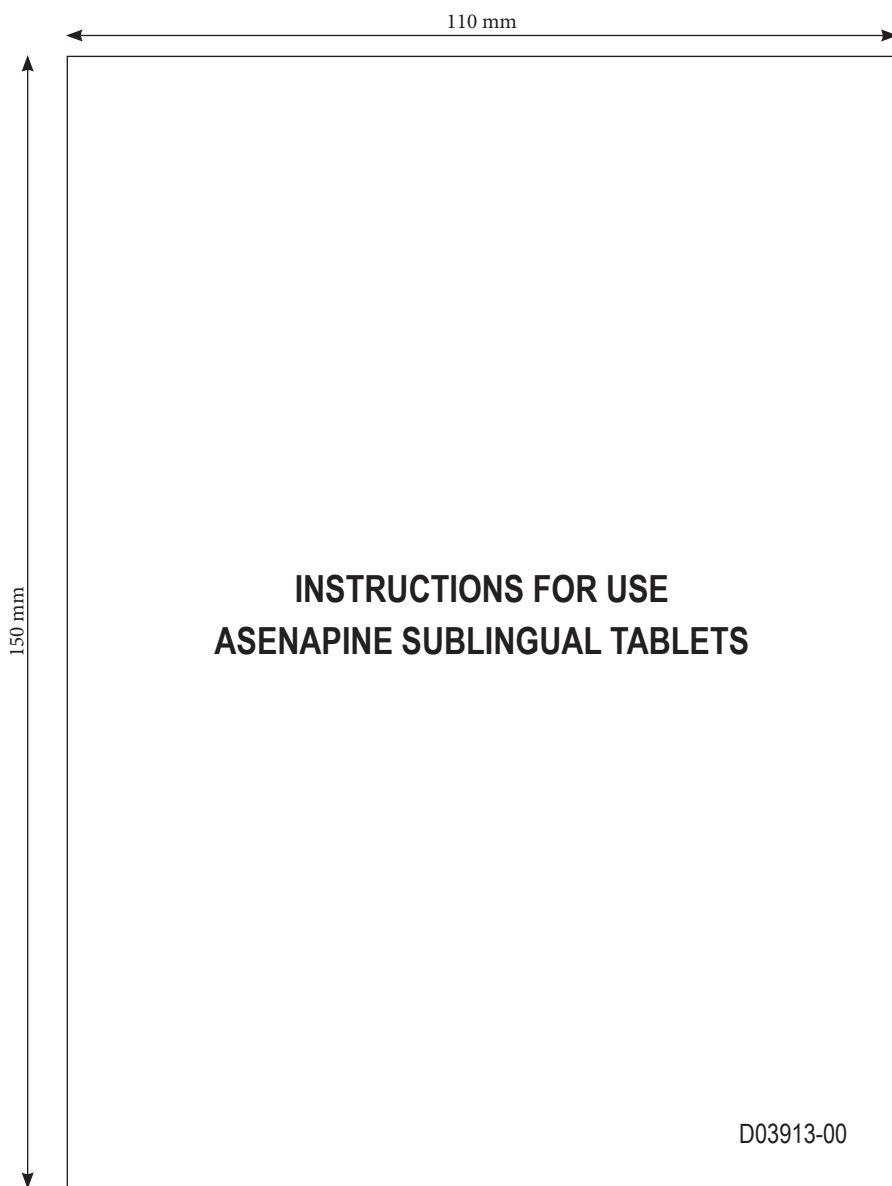 110 mm
150 mm
INSTRUCTIONS FOR USE
ASENAPINE SUBLINGUAL TABLETS
D03913-00